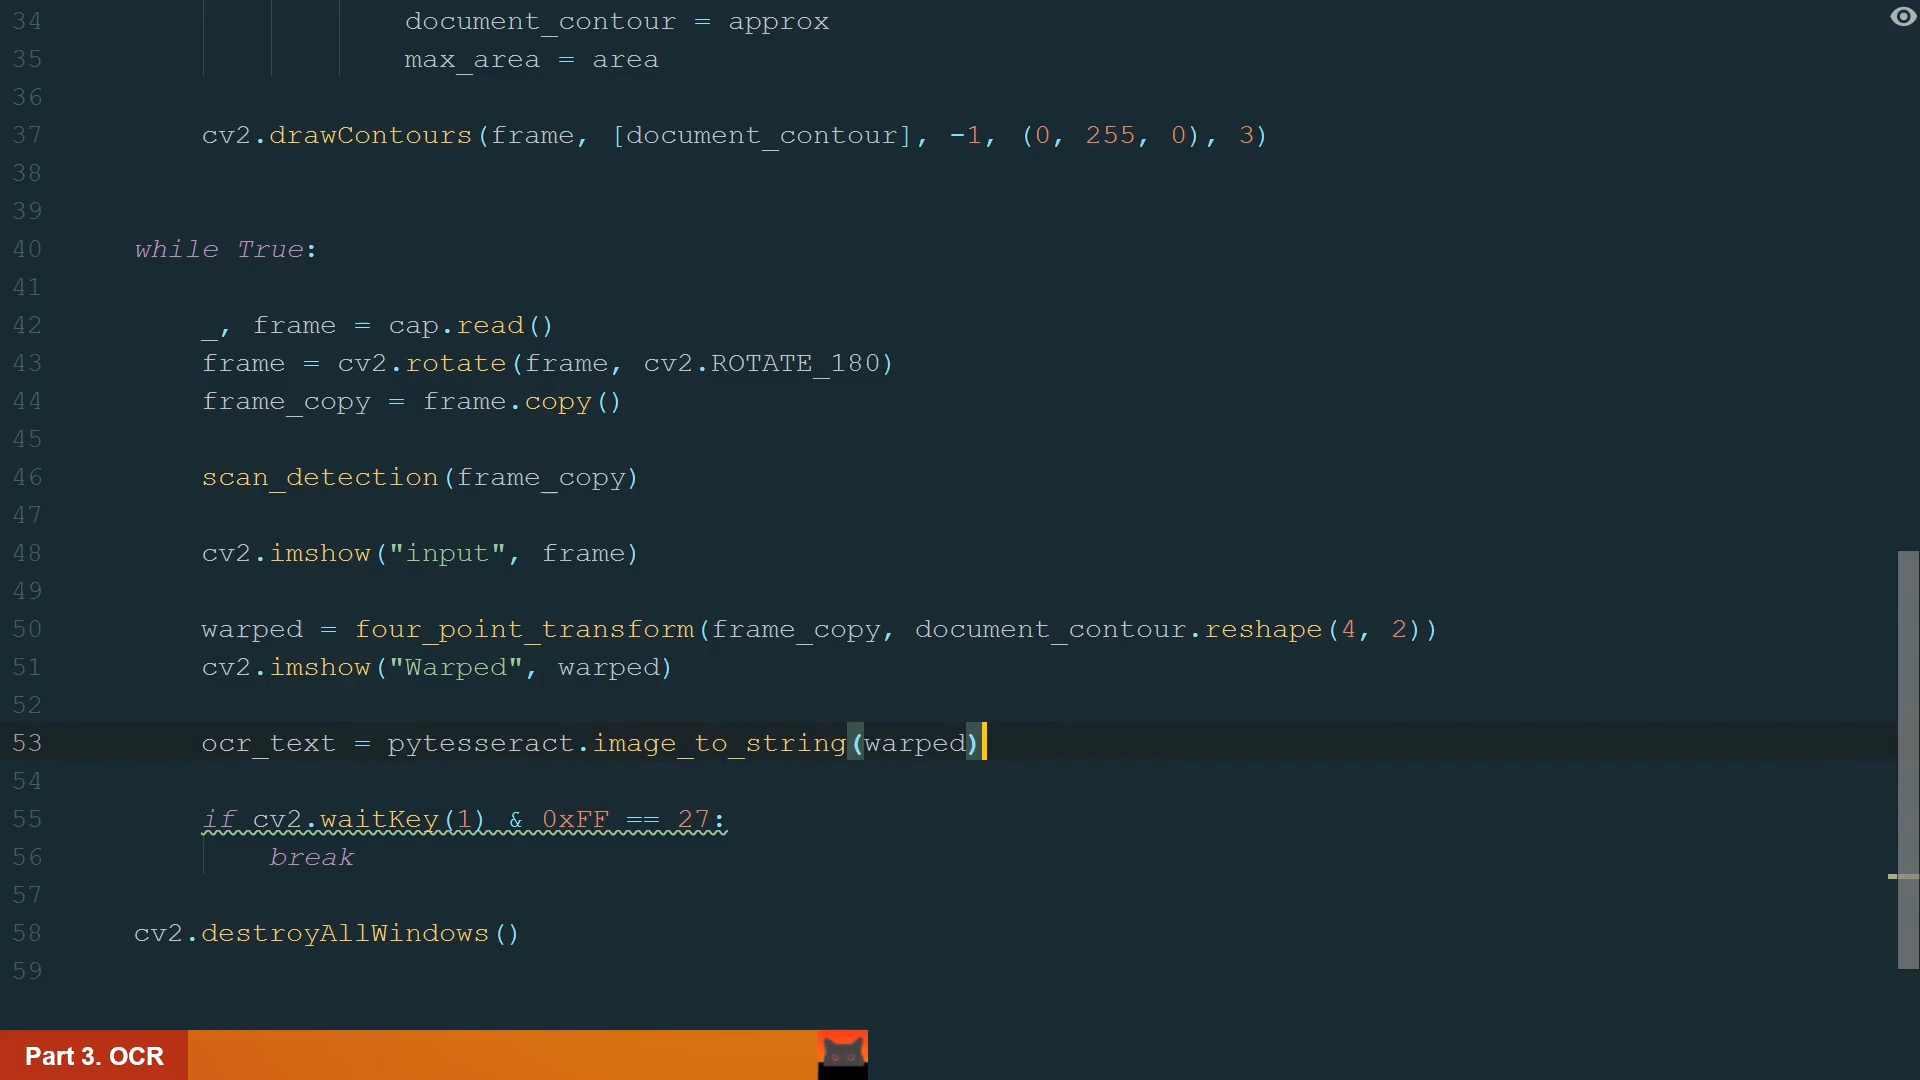 34 document_contour = approx
35 max_area = area
36
37 cv2.drawContours(frame, [document_contour], -1, (0, 255, 0), 3)
38
39
40 while True:
41
42 _, frame = cap.read()
43 frame = cv2.rotate(frame, cv2.ROTATE_180)
44 frame_copy = frame.copy()
45
46 scan_detection(frame_copy)
47
48 cv2.imshow("input", frame)
49
50 warped = four_point_transform(frame_copy, document_contour.reshape(4, 2))
51 cv2.imshow("Warped", warped)
52
53 ocr_text = pytesseract.image_to_string(warped)
54
55 if cv2.waitKey(1) & 0xFF == 27:
56 break
57
58 cv2.destroyAllWindows()
59
Part 3. OCR